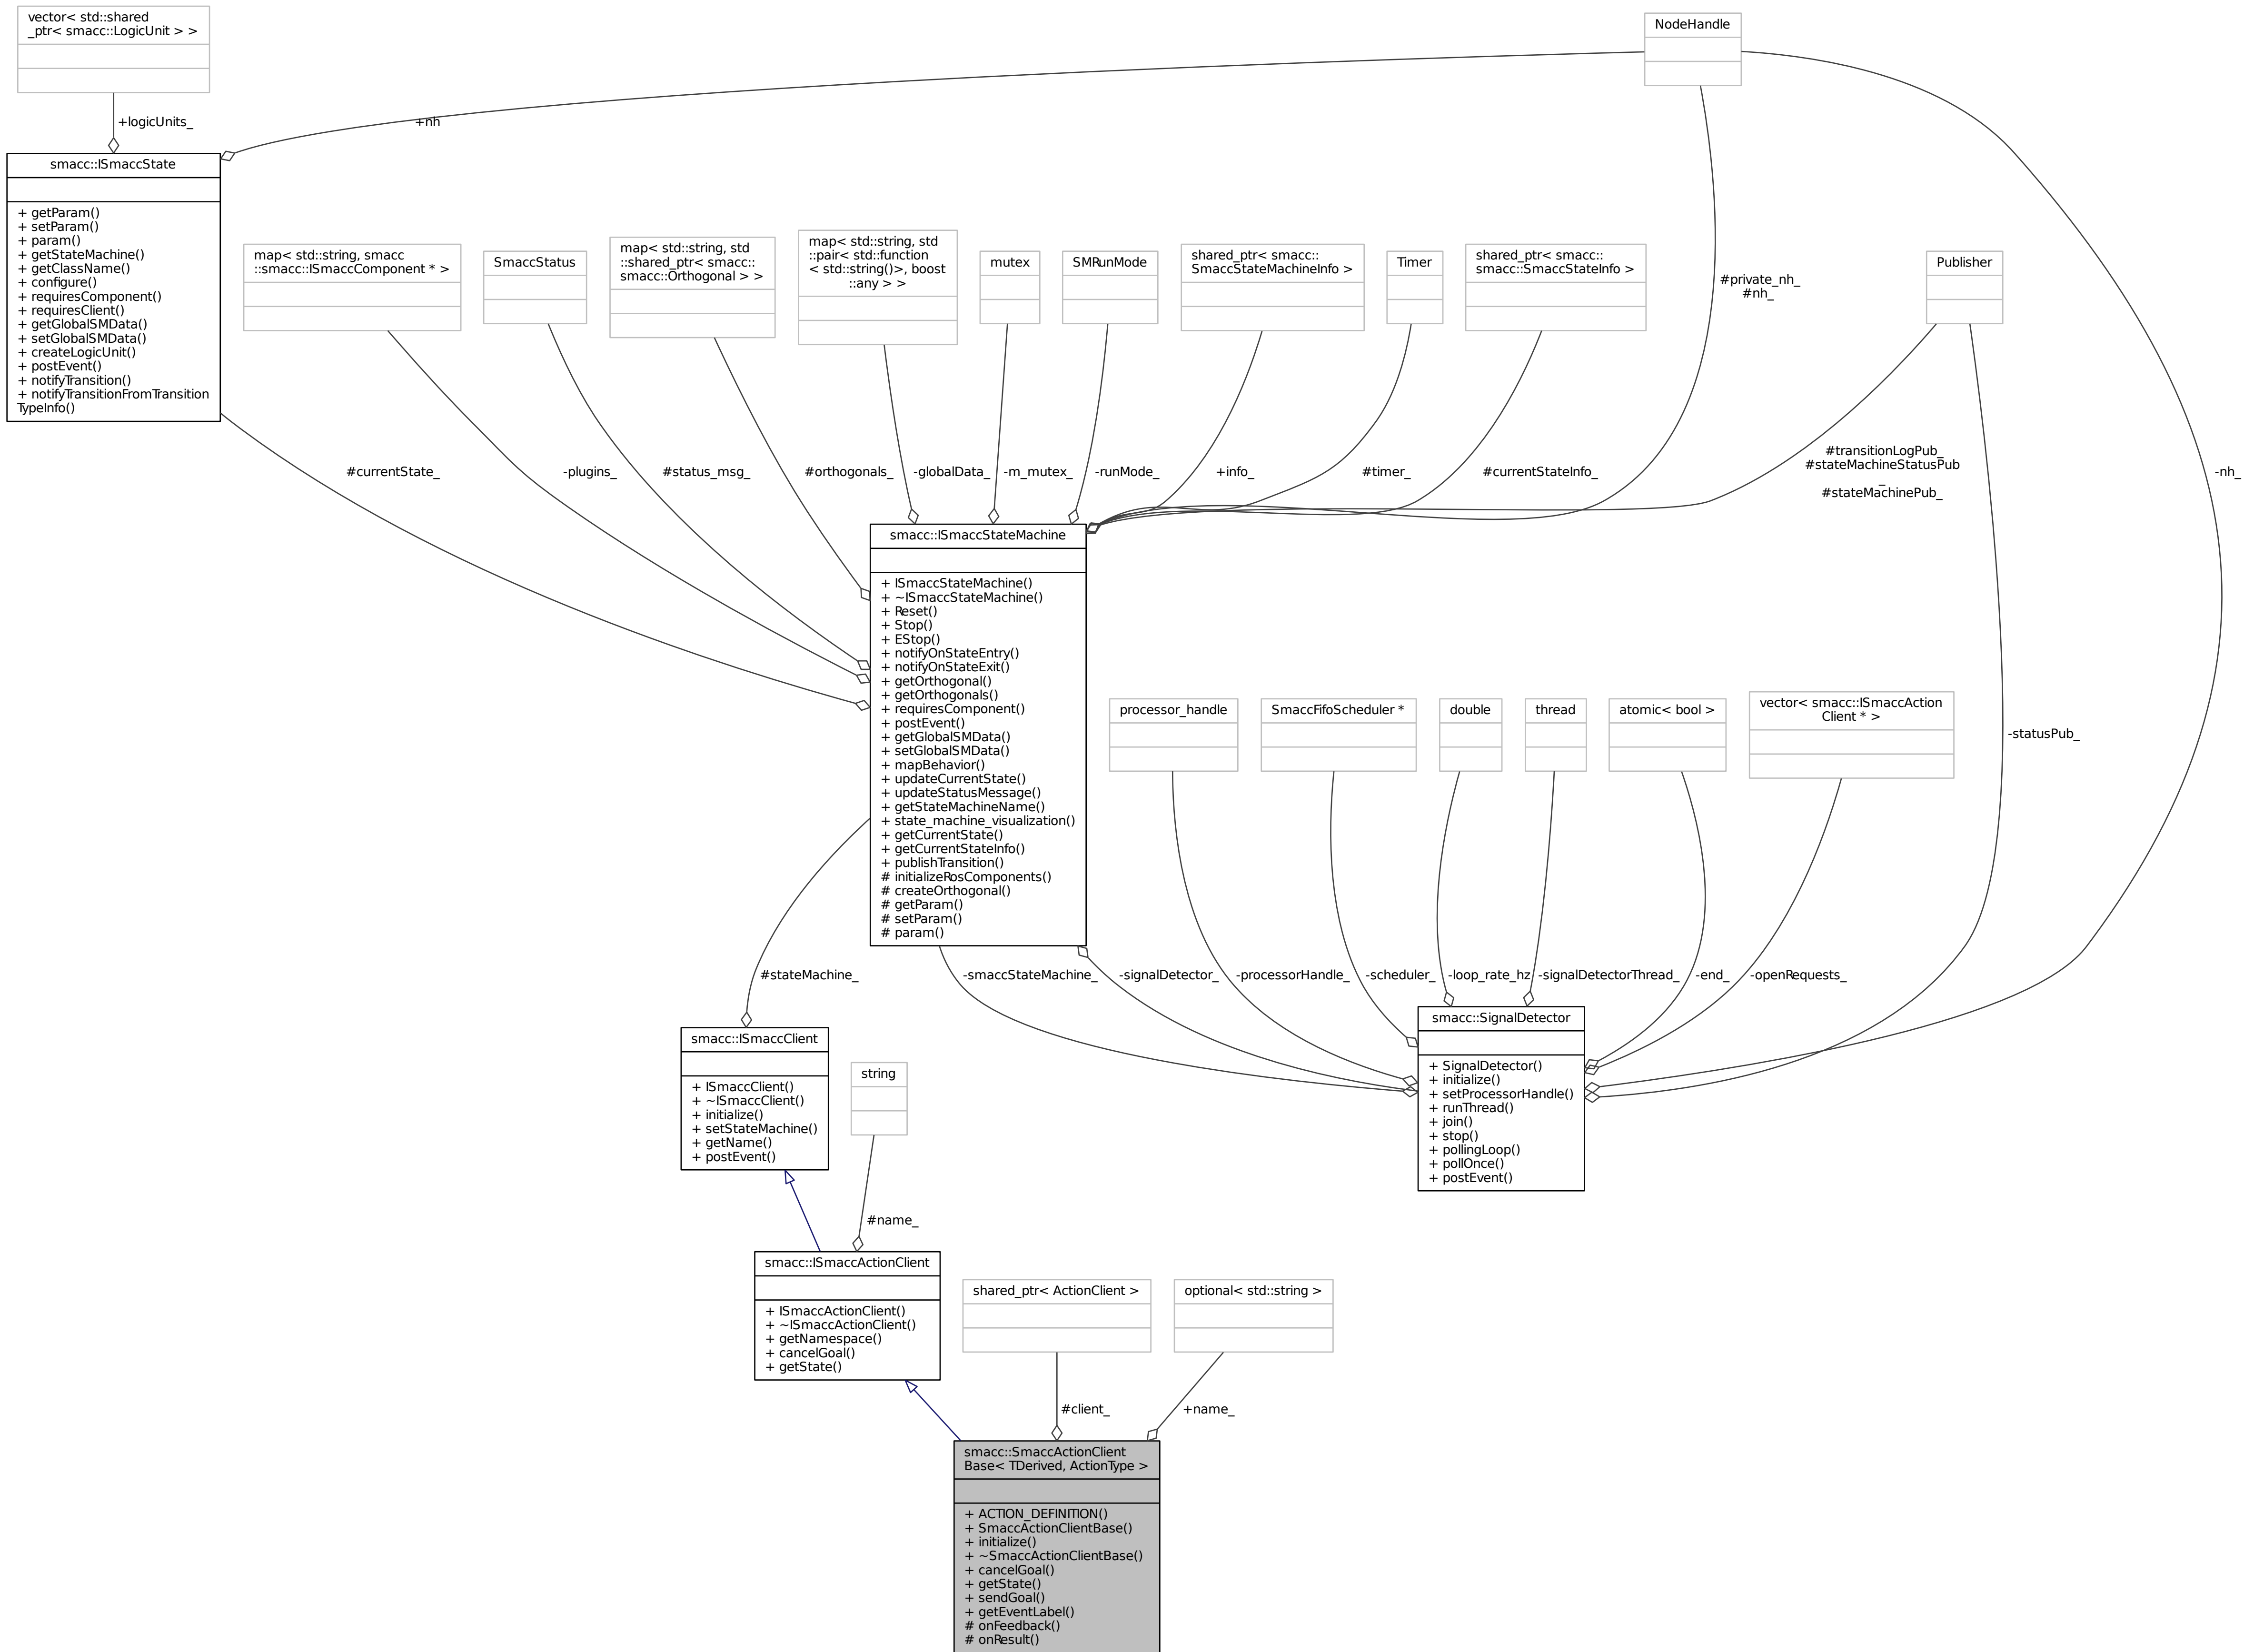 vector< std::shared
_ptr< smacc::LogicUnit > >
NodeHandle
+logicUnits_
+nh
smacc::ISmaccState
+ getParam()
+ setParam()
+ param()
+ getStateMachine()
+ getClassName()
+ configure()
+ requiresComponent()
+ requiresClient()
+ getGlobalSMData()
+ setGlobalSMData()
+ createLogicUnit()
+ postEvent()
+ notifyTransition()
+ notifyTransitionFromTransition
TypeInfo()
map< std::string, smacc
::smacc::ISmaccComponent * >
SmaccStatus
map< std::string, std
::shared_ptr< smacc::
smacc::Orthogonal > >
map< std::string, std
::pair< std::function
< std::string()>, boost
::any > >
mutex
SMRunMode
shared_ptr< smacc::
SmaccStateMachineInfo >
Timer
shared_ptr< smacc::
smacc::SmaccStateInfo >
Publisher
#private_nh_
#nh_
#currentState_
-plugins_
#status_msg_
#orthogonals_
-globalData_
-m_mutex_
-runMode_
+info_
#timer_
#currentStateInfo_
#transitionLogPub_
#stateMachineStatusPub
_
#stateMachinePub_
-nh_
smacc::ISmaccStateMachine
+ ISmaccStateMachine()
+ ~ISmaccStateMachine()
+ Reset()
+ Stop()
+ EStop()
+ notifyOnStateEntry()
+ notifyOnStateExit()
+ getOrthogonal()
+ getOrthogonals()
+ requiresComponent()
+ postEvent()
+ getGlobalSMData()
+ setGlobalSMData()
+ mapBehavior()
+ updateCurrentState()
+ updateStatusMessage()
+ getStateMachineName()
+ state_machine_visualization()
+ getCurrentState()
+ getCurrentStateInfo()
+ publishTransition()
# initializeRosComponents()
# createOrthogonal()
# getParam()
# setParam()
# param()
processor_handle
SmaccFifoScheduler *
double
thread
atomic< bool >
vector< smacc::ISmaccAction
Client * >
-statusPub_
#stateMachine_
-smaccStateMachine_
-signalDetector_
-processorHandle_
-scheduler_
-loop_rate_hz
-signalDetectorThread_
-end_
-openRequests_
smacc::SignalDetector
+ SignalDetector()
+ initialize()
+ setProcessorHandle()
+ runThread()
+ join()
+ stop()
+ pollingLoop()
+ pollOnce()
+ postEvent()
smacc::ISmaccClient
+ ISmaccClient()
+ ~ISmaccClient()
+ initialize()
+ setStateMachine()
+ getName()
+ postEvent()
string
#name_
smacc::ISmaccActionClient
+ ISmaccActionClient()
+ ~ISmaccActionClient()
+ getNamespace()
+ cancelGoal()
+ getState()
shared_ptr< ActionClient >
optional< std::string >
#client_
+name_
smacc::SmaccActionClient
Base< TDerived, ActionType >
+ ACTION_DEFINITION()
+ SmaccActionClientBase()
+ initialize()
+ ~SmaccActionClientBase()
+ cancelGoal()
+ getState()
+ sendGoal()
+ getEventLabel()
# onFeedback()
# onResult()